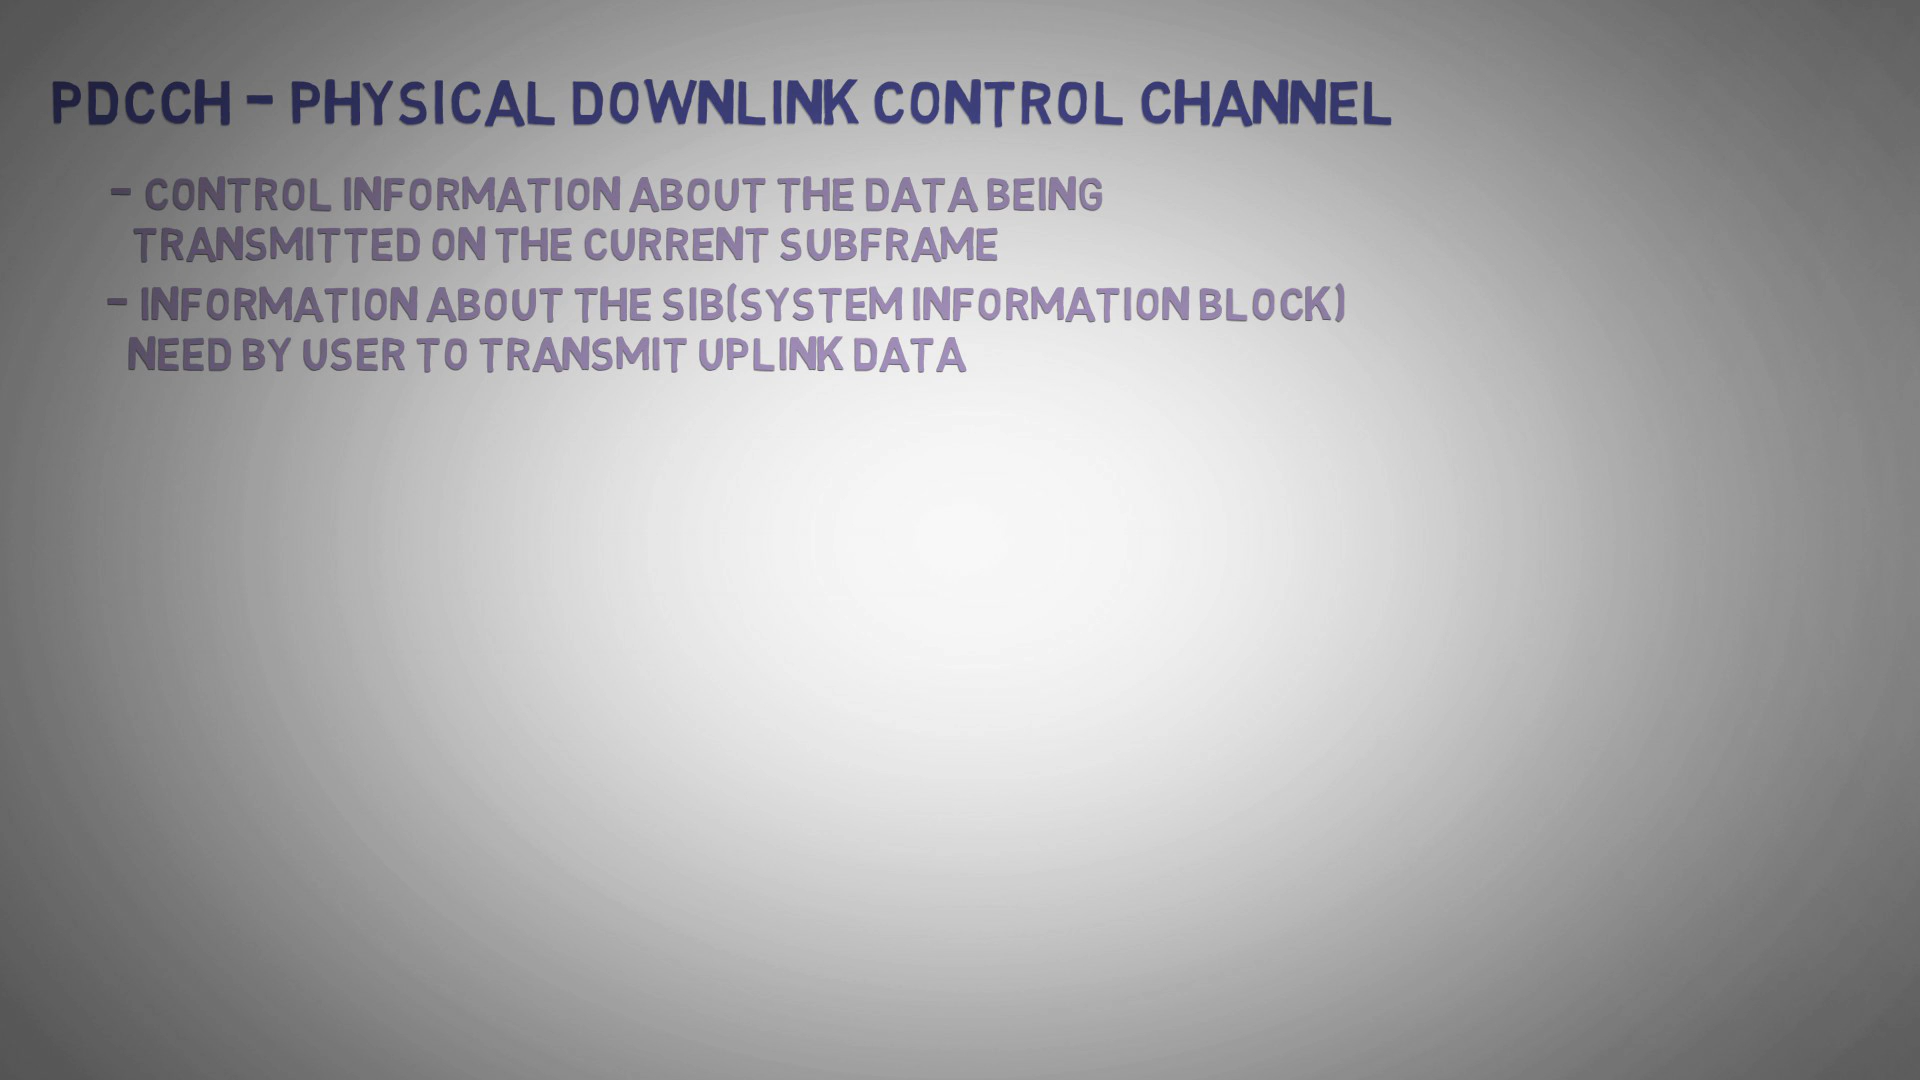 PDCCH - PHYSICAL DOWNLINK CONTROL CHANNEL
- CONTROL INFORMATION ABOUT THE DATA BEING
TRANSMITTED ON THE CURRENT SUBFRAME
- INFORMATION ABOUT THE SIB(SYSTEM INFORMATION BLOCK)
NEED BY USER TO TRANSMIT UPLINK DATA